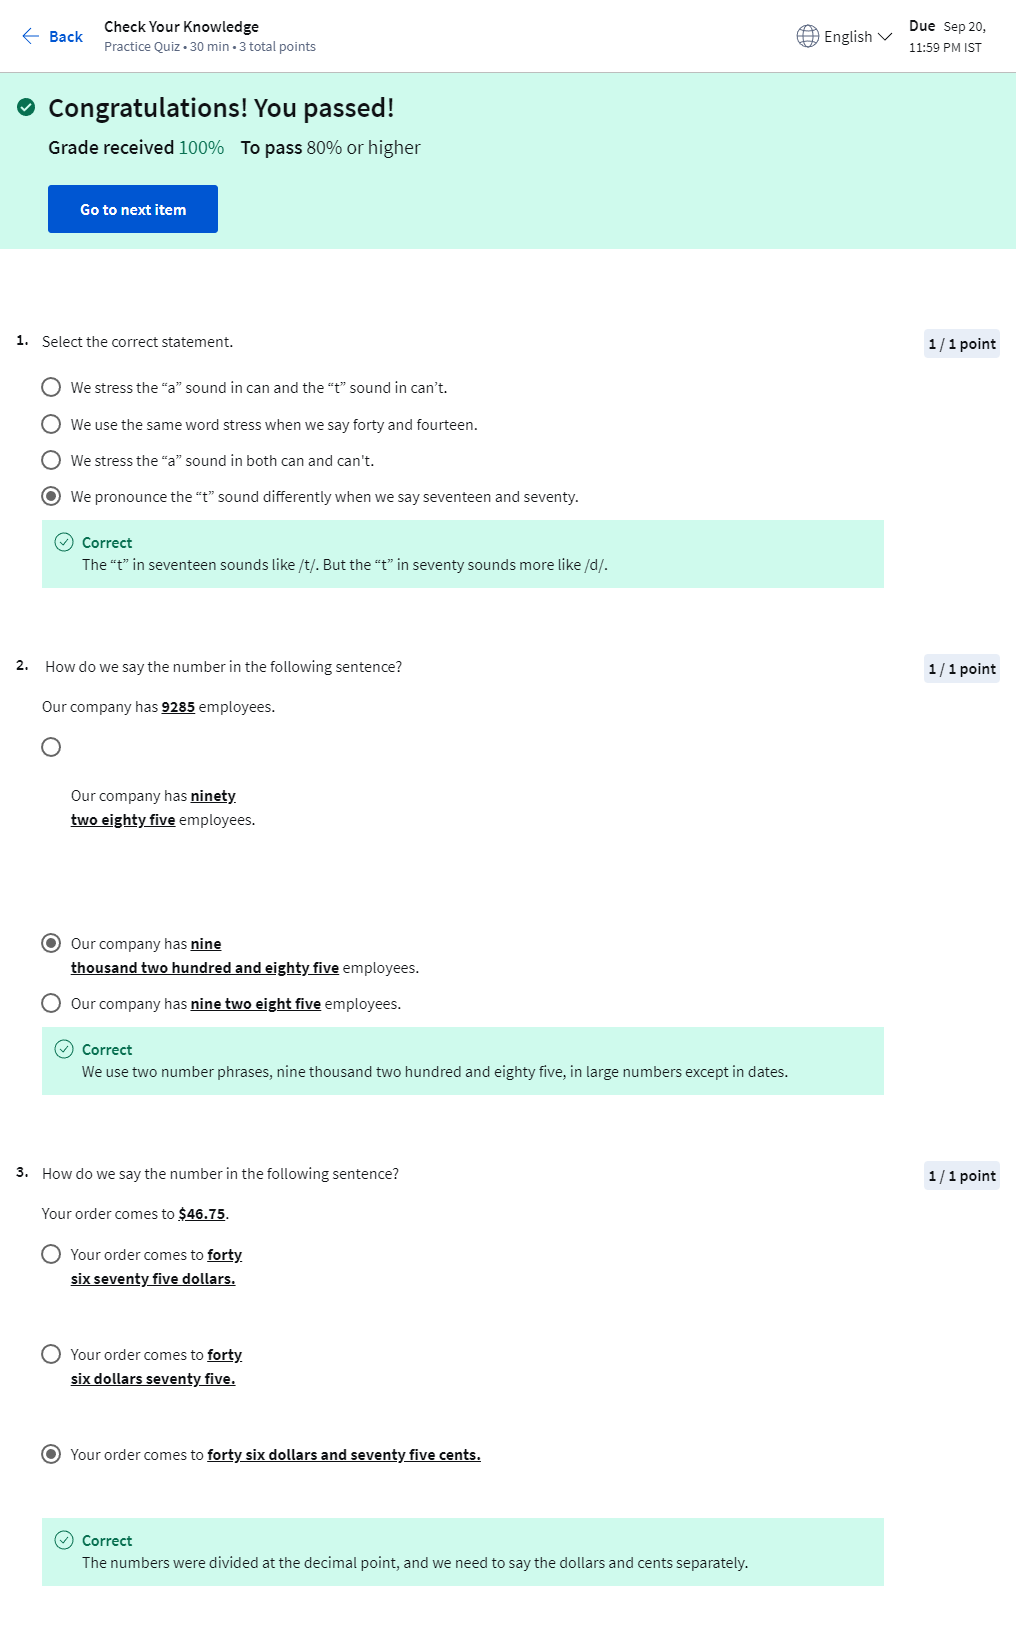 Back
Check Your Knowledge
Practice Quiz • 30 min • 3 total points
English
Due Sep 20,
11:59 PM IST
Congratulations! You passed!
Grade received 100% To pass 80% or higher
Go to next item
1. Select the correct statement.
1 / 1 point
We stress the “a” sound in can and the “t” sound in can’t.
We use the same word stress when we say forty and fourteen.
We stress the “a” sound in both can and can't.
We pronounce the “t” sound differently when we say seventeen and seventy.
Correct
The “t” in seventeen sounds like /t/. But the “t” in seventy sounds more like /d/.
2. How do we say the number in the following sentence?
1 / 1 point
Our company has 9285 employees.
Our company has ninety
two eighty five employees.
Our company has nine
thousand two hundred and eighty five employees.
Our company has nine two eight five employees.
Correct
We use two number phrases, nine thousand two hundred and eighty five, in large numbers except in dates.
3. How do we say the number in the following sentence?
1 / 1 point
Your order comes to $46.75.
Your order comes to forty
six seventy five dollars.
Your order comes to forty
six dollars seventy five.
Your order comes to forty six dollars and seventy five cents.
Correct
The numbers were divided at the decimal point, and we need to say the dollars and cents separately.